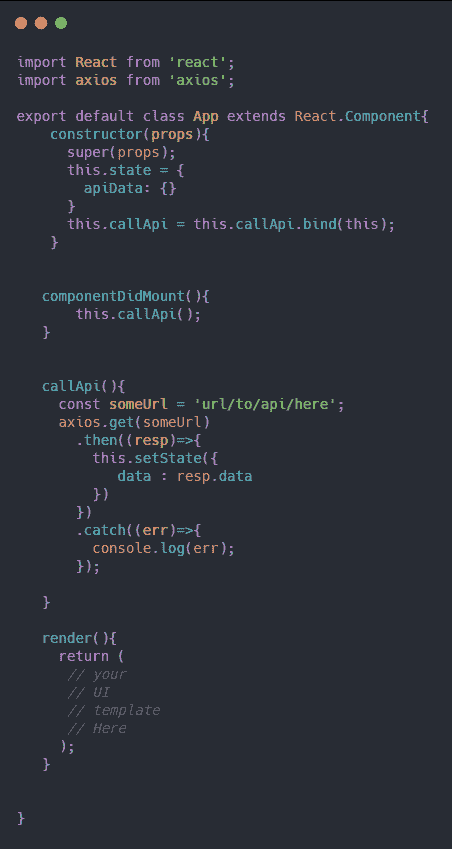 import React from 'react';
import axios from 'axios';
export default class App extends React.Component{
constructor(props){
super(props);
this.state = {
apiData: {}
}
this.callApi = this.callApi.bind(this);
}
componentDidMount(){
this.callApi();
}
callApi(){
const someUrl = 'url/to/api/here';
axios.get(someUrl)
.then((resp)=>{
this.setState({
data : resp.data
})
})
.catch((err)=>{
console.log(err);
});
}
render(){
return (
// your
// UI
// template
// Here
);
}
}